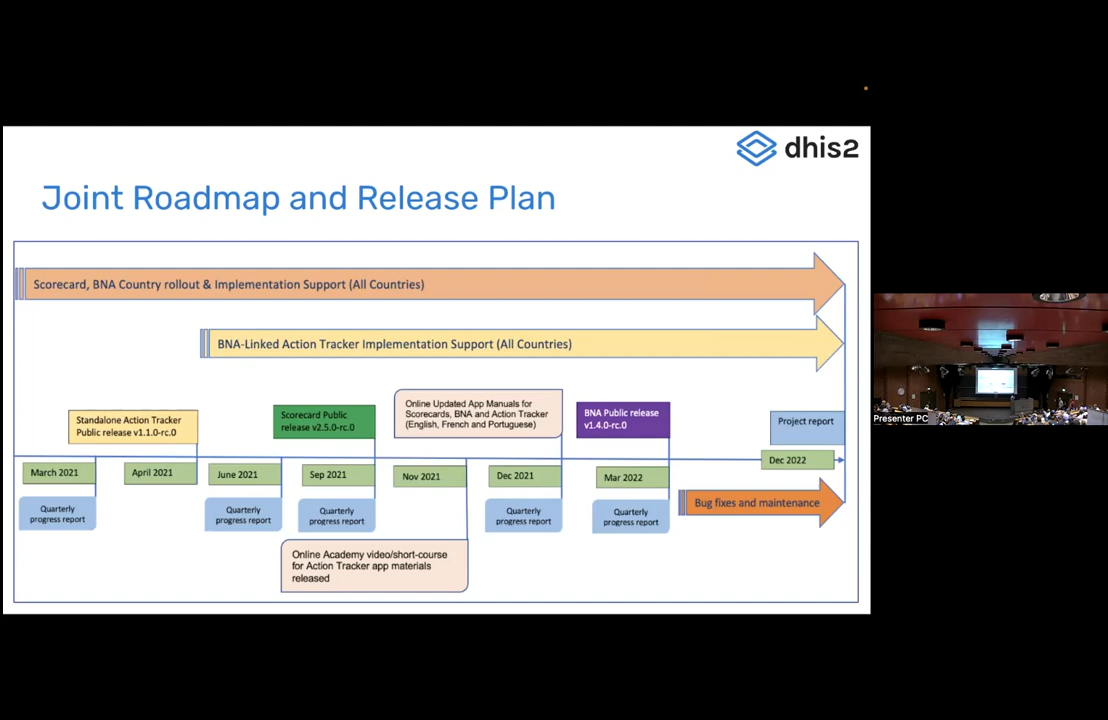 dhis2
Joint Roadmap and Release Plan
Scorecard, BNA Country rollout & Implementation Support (All Countries)
BNA-Linked Action Tracker Implementation Support (All Countries)
Standalone Action Tracker
Public release v1.1.0-rc.0
Scorecard Public
release v2.5.0-rc.0
Online Updated App Manuals for
Scorecards, BNA and Action Tracker
(English, French and Portuguese)
BNA Public release
v1.4.0-rc.0
Project report
March 2021
April 2021
June 2021
Sep 2021
Nov 2021
Dec 2021
Mar 2022
Dec 2022
Quarterly
progress report
Quarterly
progress report
Quarterly
progress report
Quarterly
progress report
Quarterly
progress report
Bug fixes and maintenance
Online Academy video/short-course
for Action Tracker app materials
released
Presenter PC